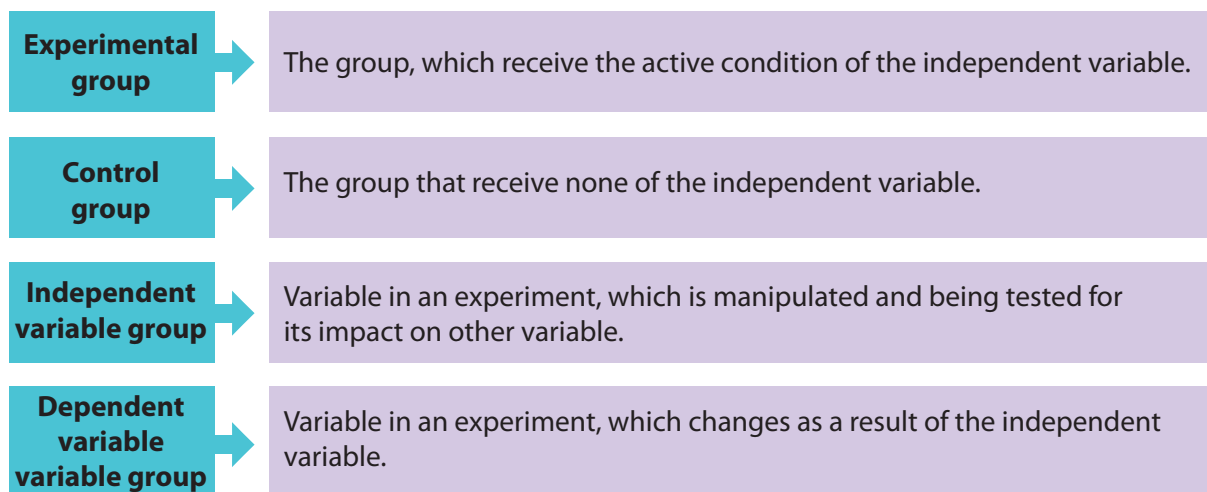 Experimental
group
The group, which receive the active condition of the independent variable.
Control
group
The group that receive none of the independent variable.
Independent
variable group
Variable in an experiment, which is manipulated and being tested for
its impact on other variable.
Dependent
variable
variable group
Variable in an experiment, which changes as a result of the independent
variable.